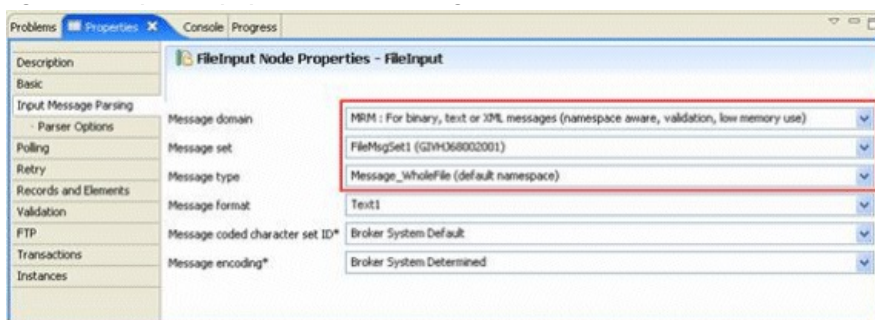 Problems Properties Console Progress
FileInput Node Properties - FileInput
Description
Basic
Input Message Parsing
- Parser Options
Polling
Retry
Records and Elements
Validation
FTP
Transactions
Instances
Message domain MRM : For binary, text or XML messages (namespace aware, validation, low memory use)
Message set
Message type Message_WholeFile (default namespace)
Message format Text1
Message coded character set ID* Broker System Default
Message encoding* Broker System Determined